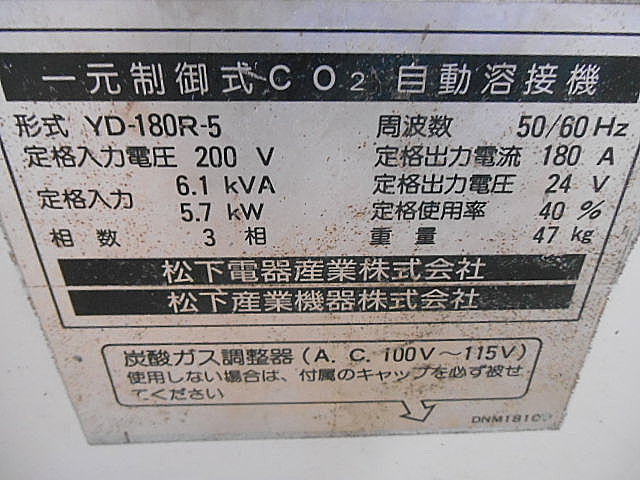 一元制御式CO2 自動溶接機
形式 YD-180R-5 周波数 50/60 Hz
定格入力電圧 200 V 定格出力電流 180 A
定格入力 6.1 kVA 定格出力電圧 24 V
5.7 kW 定格使用率 40 %
相数 3 相 重量 47 kg
松下電器産業株式会社
松下産業機器株式会社
炭酸ガス調整器(A.C.100V~115V)
使用しない場合は、付属のキャップを必ず被せ
てください